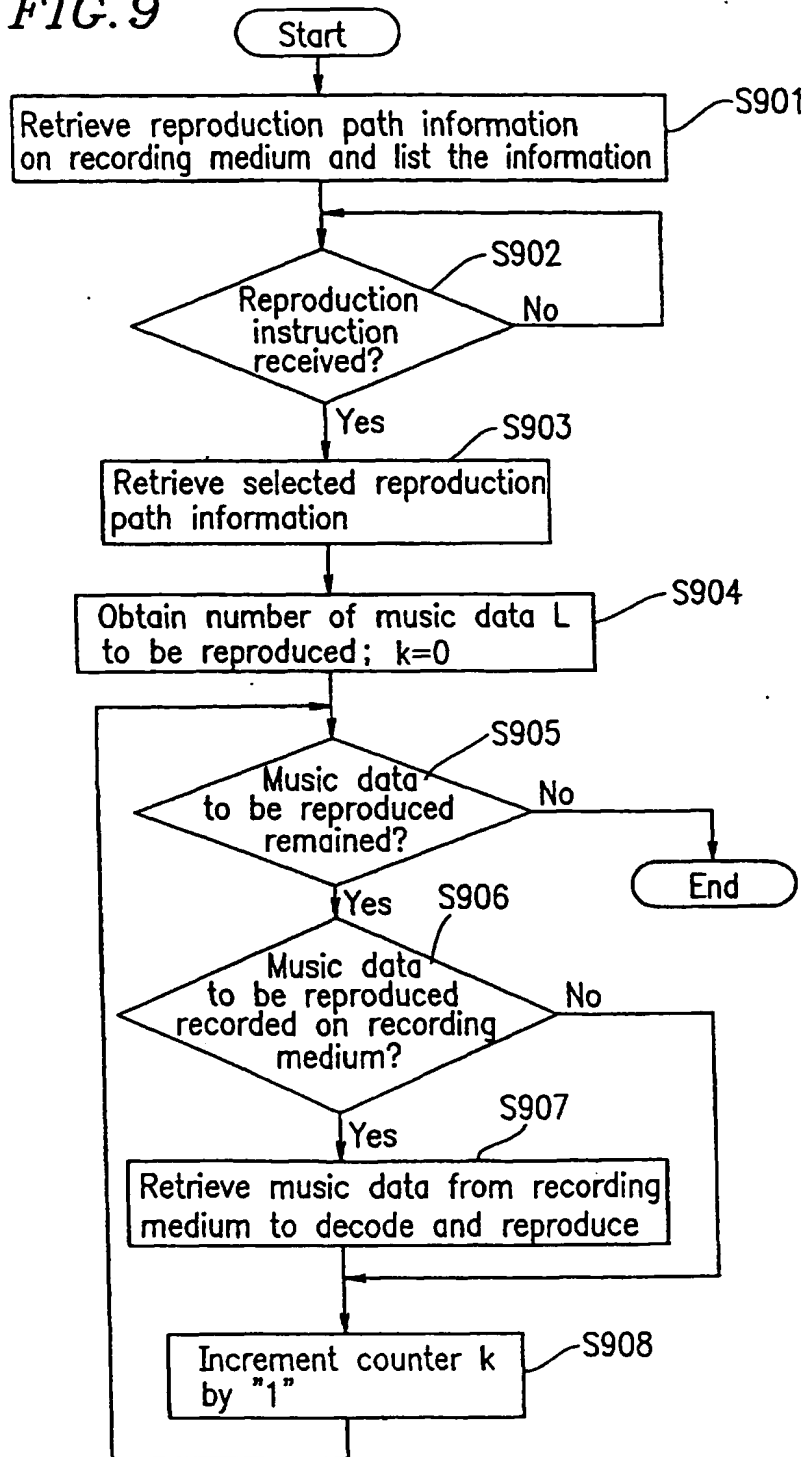 FIG. 9
Start
S901
Retrieve reproduction path information
on recording medium and list the information
S902
Reproduction
instruction
received?
No
Yes
S903
Retrieve selected reproduction
path information
S904
Obtain number of music data L
to be reproduced; k=0
S905
Music data
to be reproduced
remained?
No
End
Yes
S906
Music data
to be reproduced
recorded on recording
medium?
No
Yes
S907
Retrieve music data from recording
medium to decode and reproduce
S908
Increment counter k
by "1"